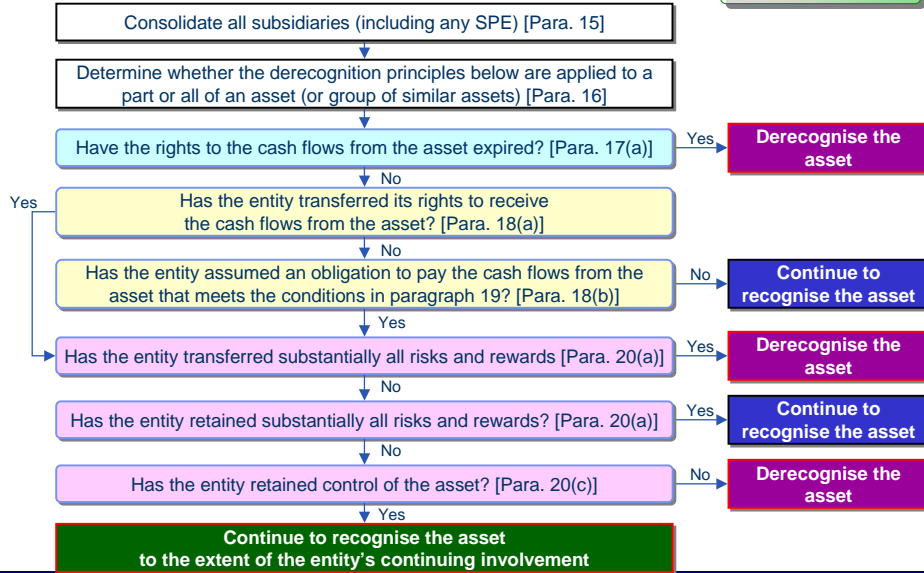 Consolidate all subsidiaries (including any SPE) [Para. 15]
Determine whether the derecognition principles below are applied to a
part or all of an asset (or group of similar assets) [Para. 16]
Have the rights to the cash flows from the asset expired? [Para. 17(a)]
Yes
Derecognise the
asset
No
Yes
Has the entity transferred its rights to receive
the cash flows from the asset? [Para. 18(a)]
No
Has the entity assumed an obligation to pay the cash flows from the
asset that meets the conditions in paragraph 19? [Para. 18(b)]
No
Continue to
recognise the asset
Yes
Has the entity transferred substantially all risks and rewards [Para. 20(a)]
Yes
Derecognise the
asset
No
Has the entity retained substantially all risks and rewards? [Para. 20(a)]
Yes
Continue to
recognise the asset
No
Has the entity retained control of the asset? [Para. 20(c)]
No
Derecognise the
asset
Yes
Continue to recognise the asset
to the extent of the entity's continuing involvement